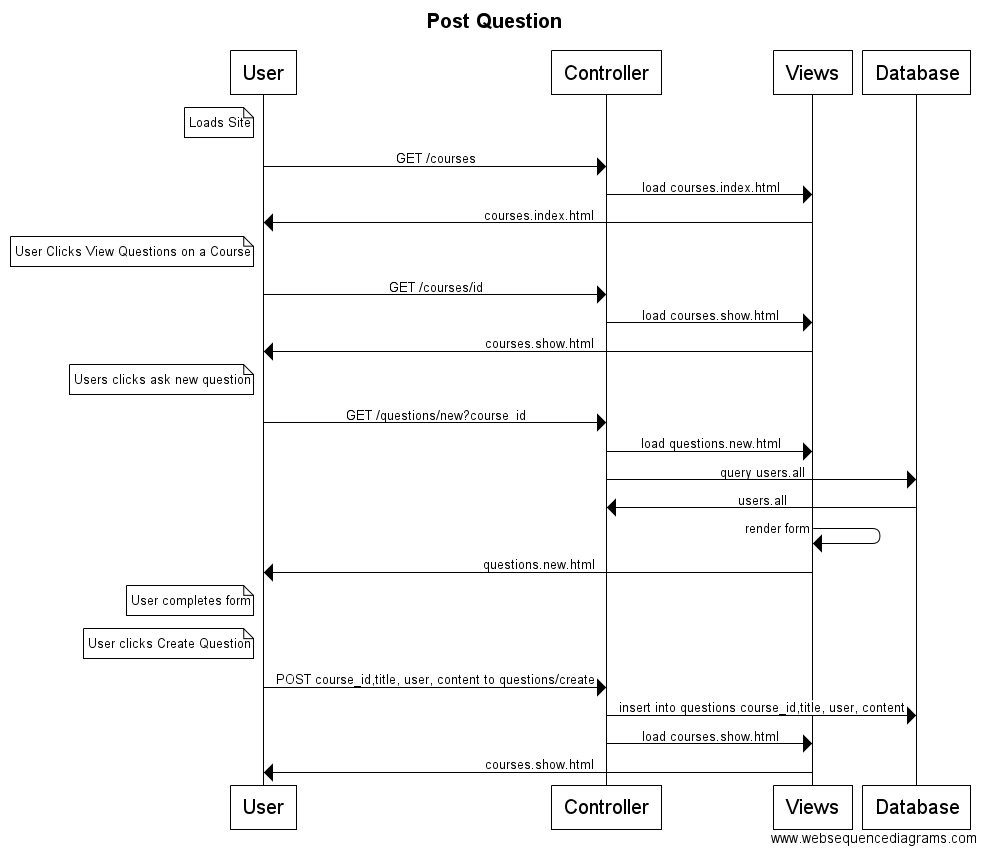 Post Question
User
Controller
Views
Database
Loads Site
GET /courses
load courses.index.html
courses.index.html
User Clicks View Questions on a Course
GET /courses/id
load courses.show.html
courses.show.html
Users clicks ask new question
GET /questions/new?course_id
load questions.new.html
query users.all
users.all
render form
questions.new.html
User completes form
User clicks Create Question
POST course_id,title, user, content to questions/create
insert into questions course_id,title, user, content
load courses.show.html
courses.show.html
User
Controller
Views
Database
www.websequencediagrams.com